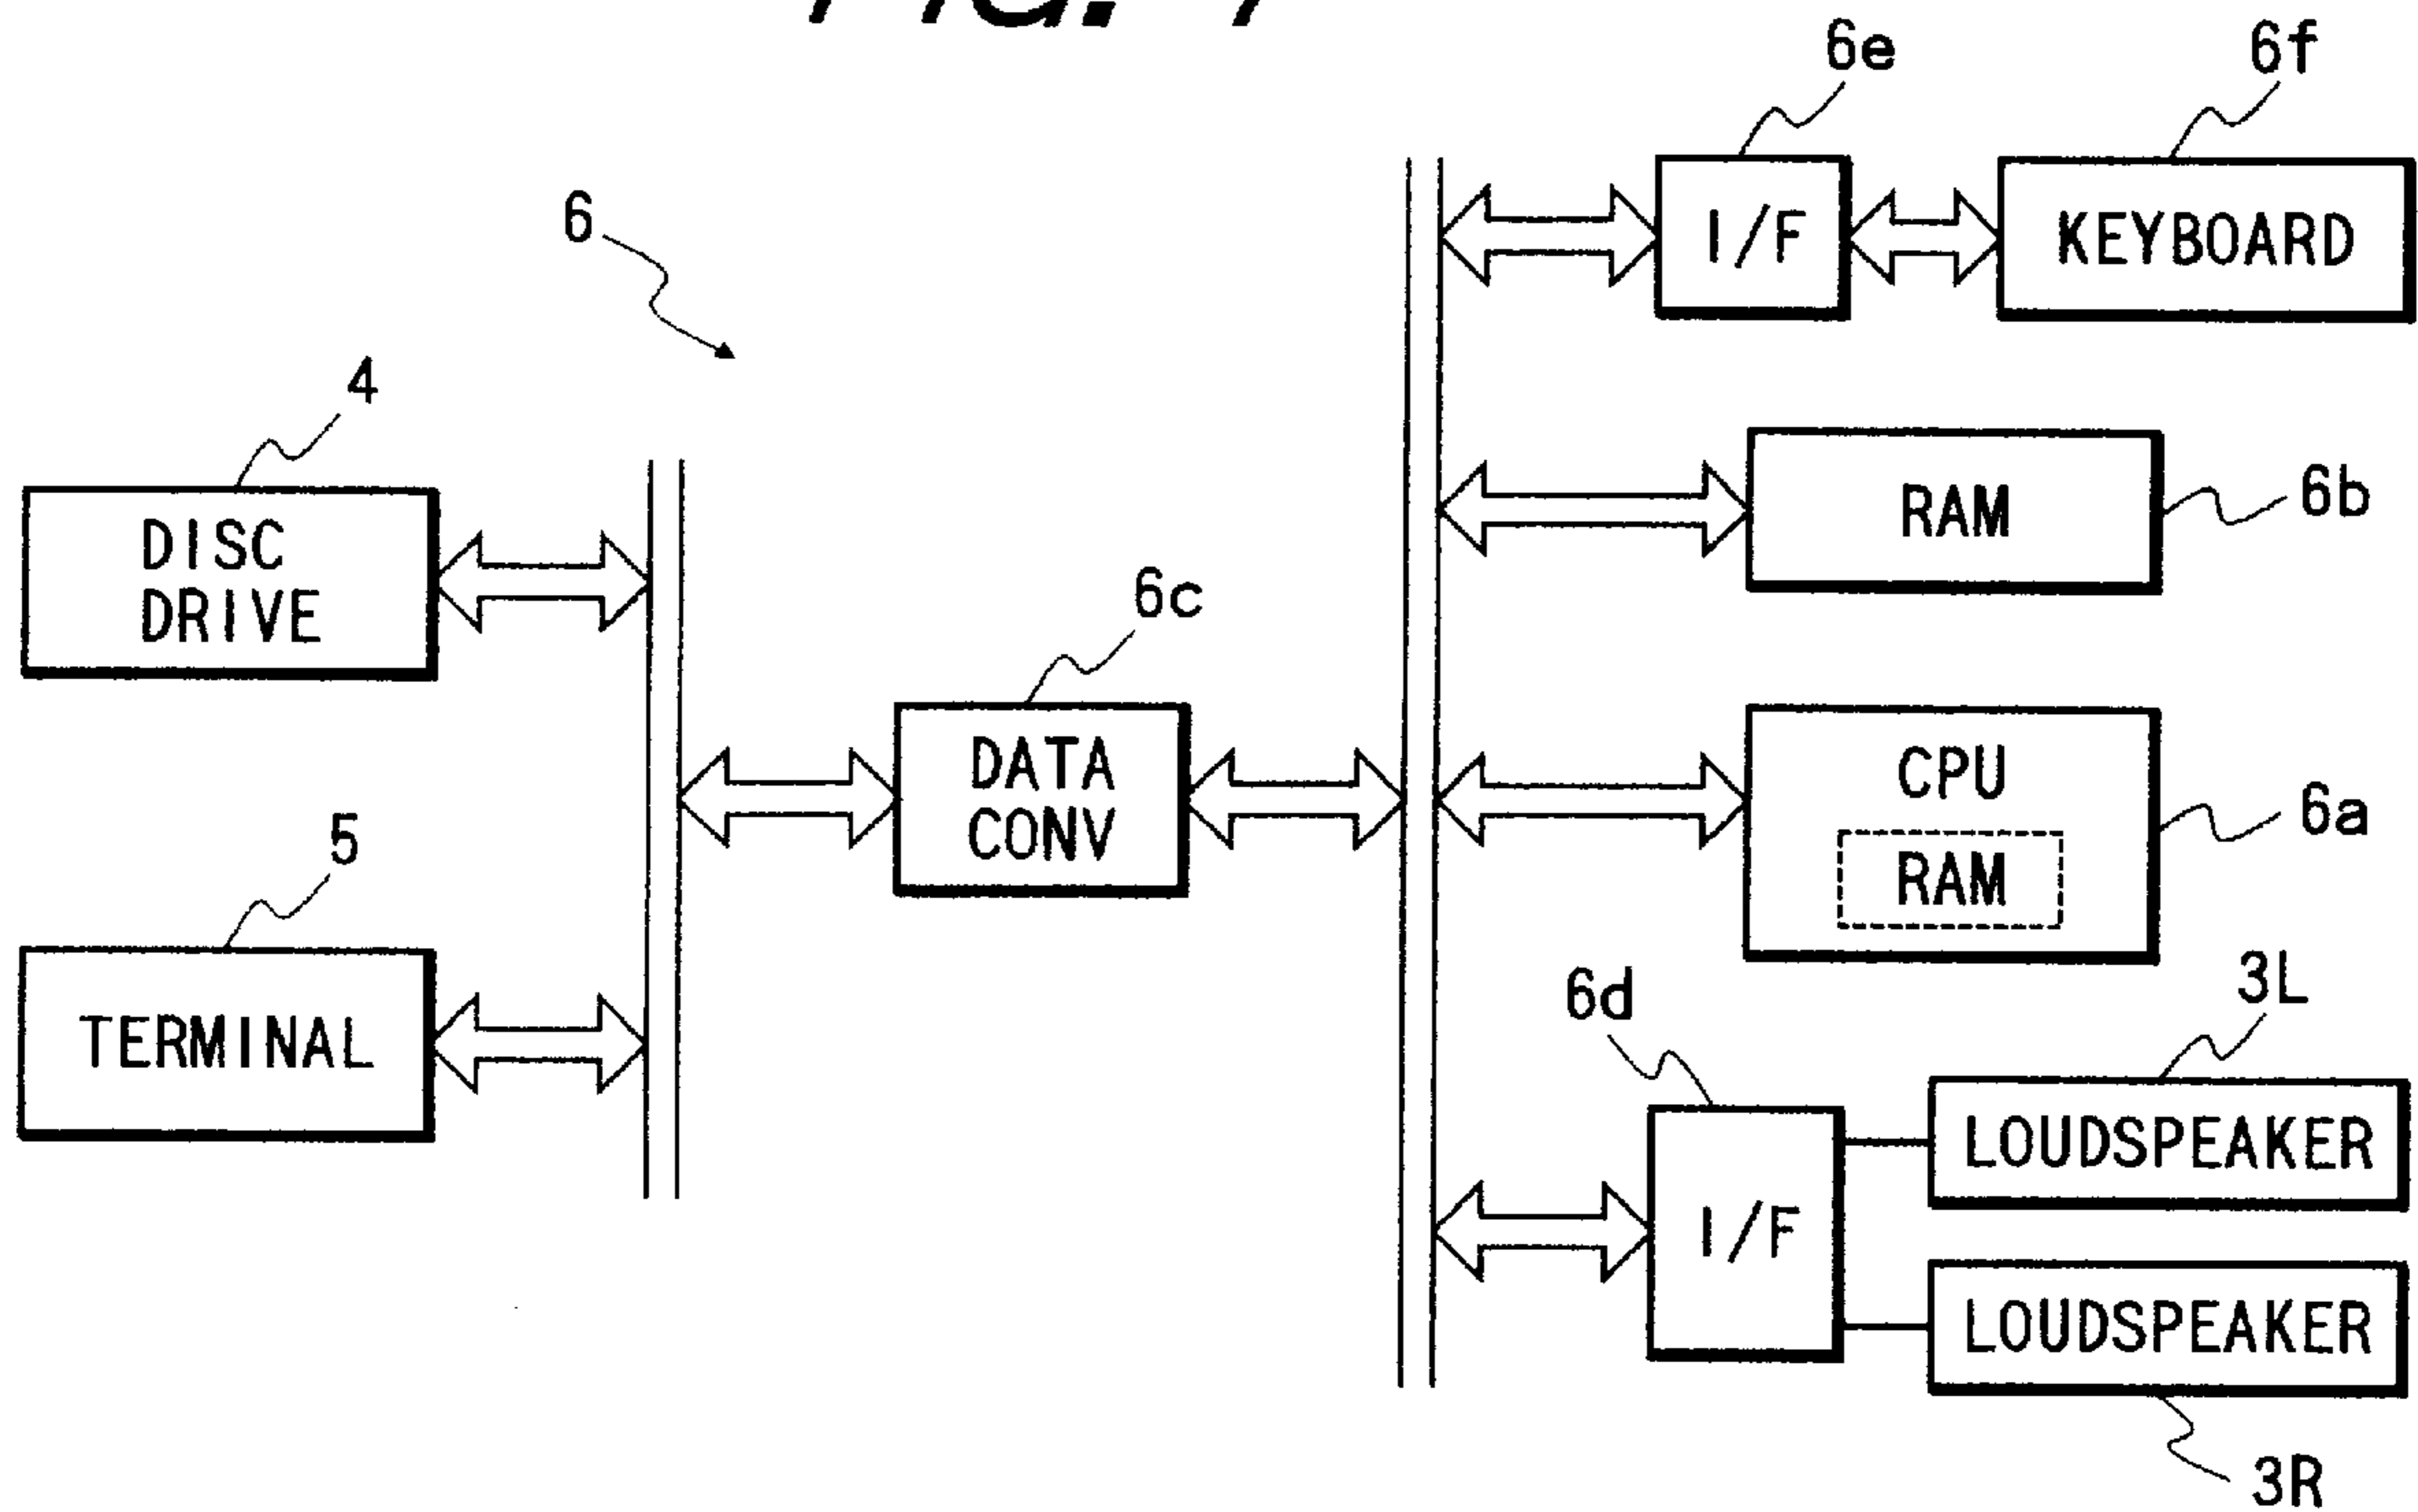 6e
6f
6
I/F
KEYBOARD
4
6b
RAM
DISC
DRIVE
6c
DATA
CONV
CPU
RAM
6a
5
TERMINAL
6d
3L
LOUDSPEAKER
I/F
LOUDSPEAKER
3R